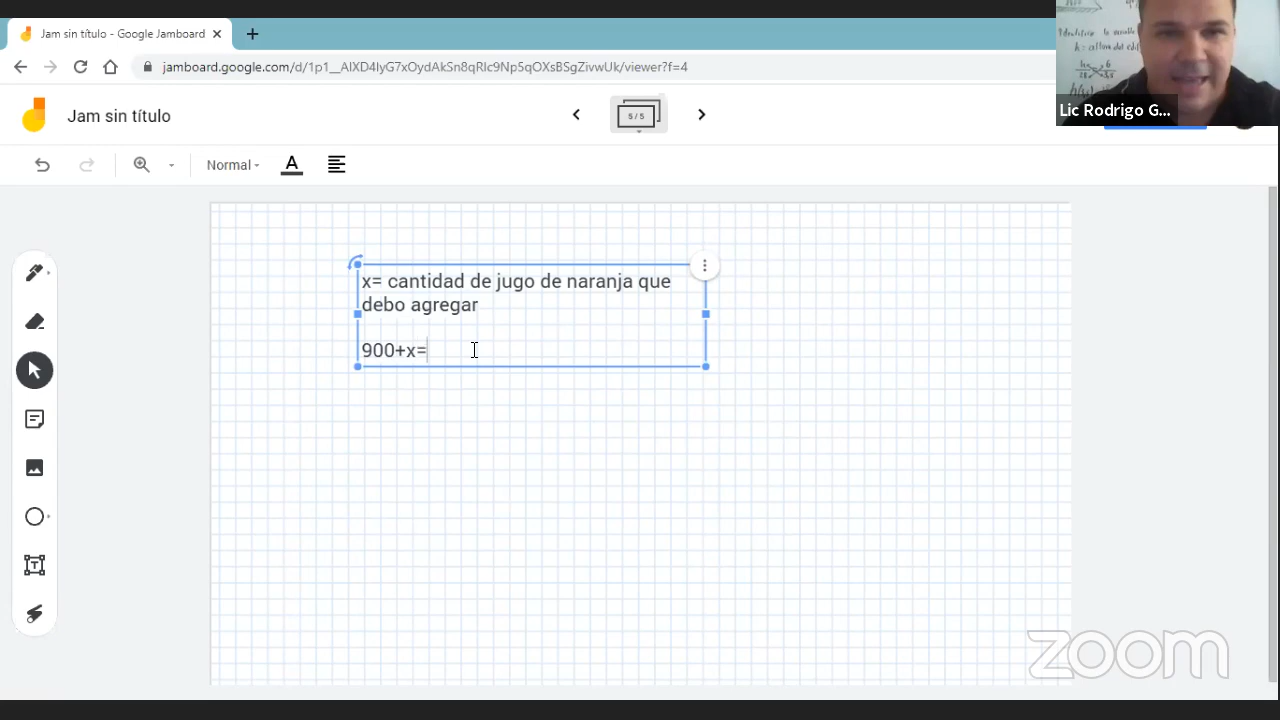 Jam sin título - Google Jamboard
jamboard.google.com/d/1p1__AlXD4lyG7xOydAkSn8qRlc9Np5qOXsBSgZivwUk/viewer?f=4
Lic Rodrigo G...
Jam sin título
5 / 5
Normal
x= cantidad de jugo de naranja que
debo agregar
900+x=
zoom